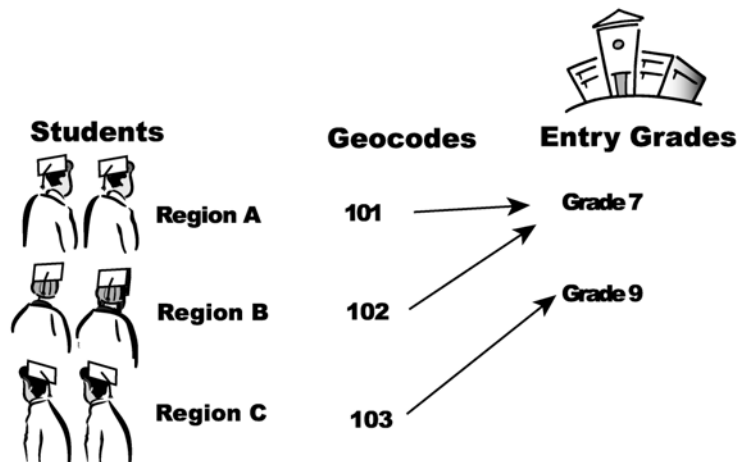 Students
Geocodes
Entry Grades
Region A
101
Grade 7
Region B
102
Grade 9
Region C
103